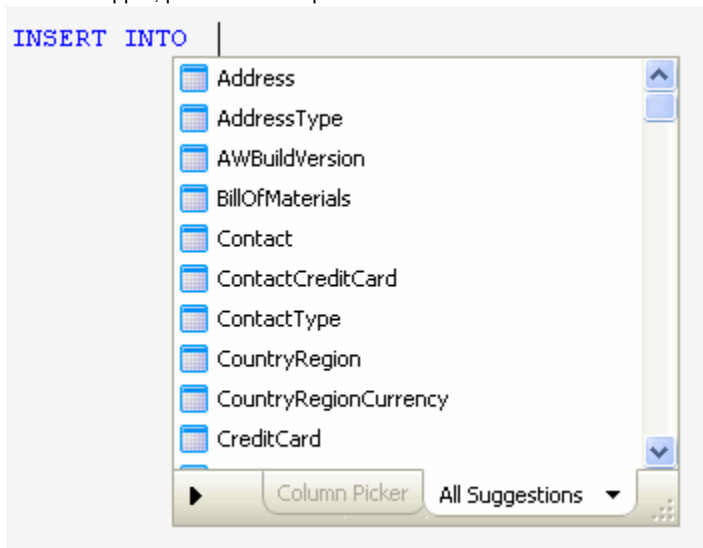 INSERT INTO
Address
AddressType
AWBuildVersion
BillOfMaterials
Contact
ContactCreditCard
ContactType
CountryRegion
CountryRegionCurrency
CreditCard
Column Picker All Suggestions